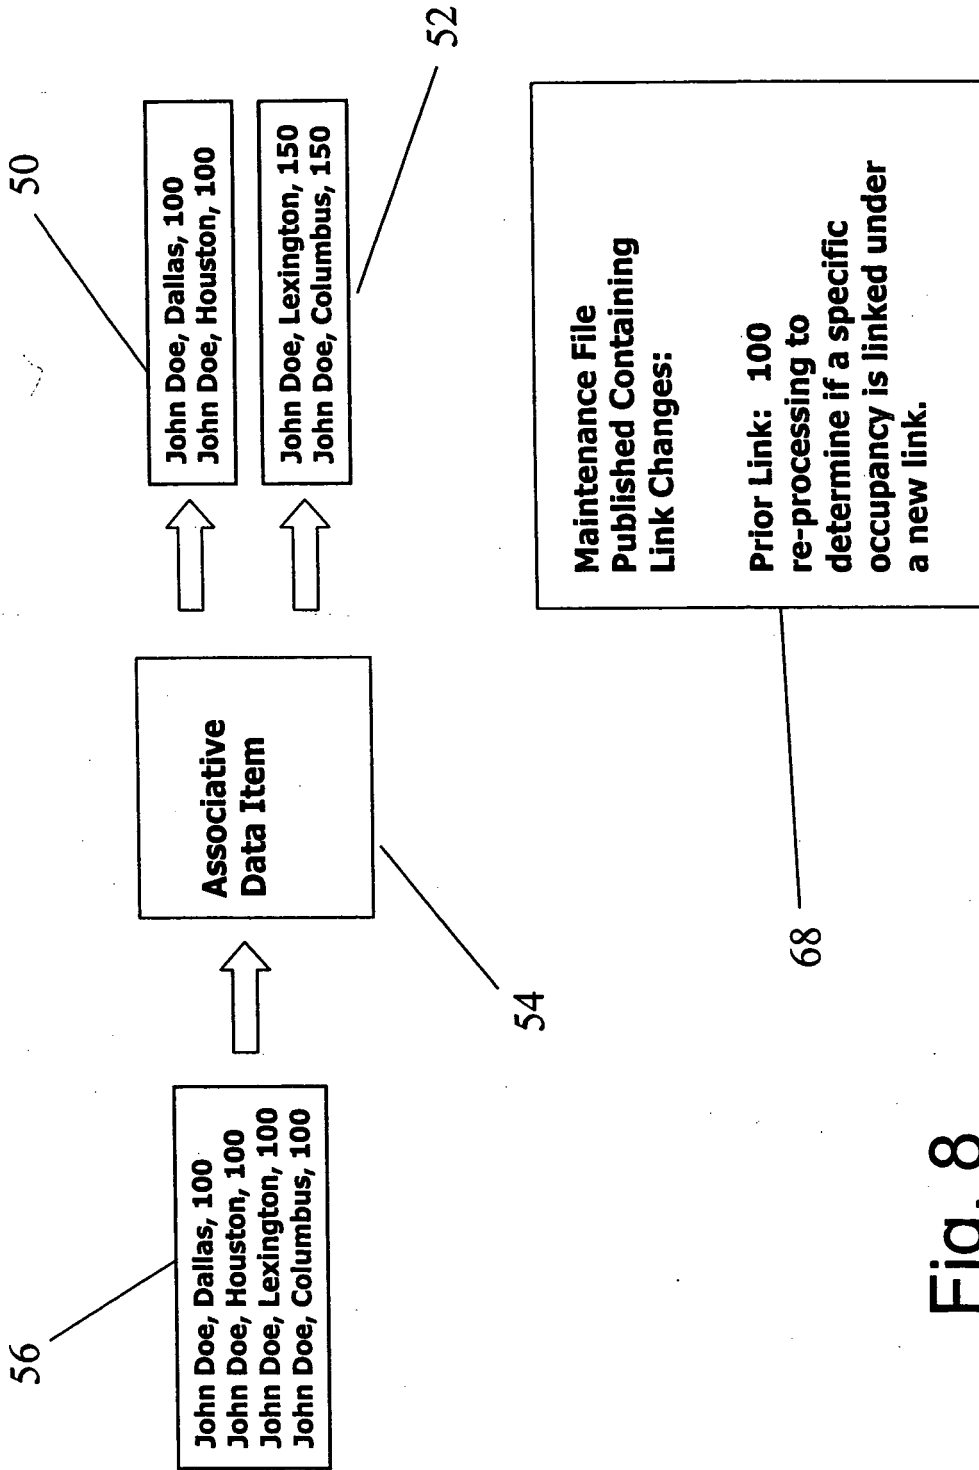 56
John Doe, Dallas, 100
John Doe, Houston, 100
John Doe, Lexington, 100
John Doe, Columbus, 100
Associative
Data Item
54
50
John Doe, Dallas, 100
John Doe, Houston, 100
John Doe, Lexington, 150
John Doe, Columbus, 150
52
Maintenance File
Published Containing
Link Changes:
Prior Link: 100
re-processing to
determine if a specific
occupancy is linked under
a new link.
68
Fig. 8